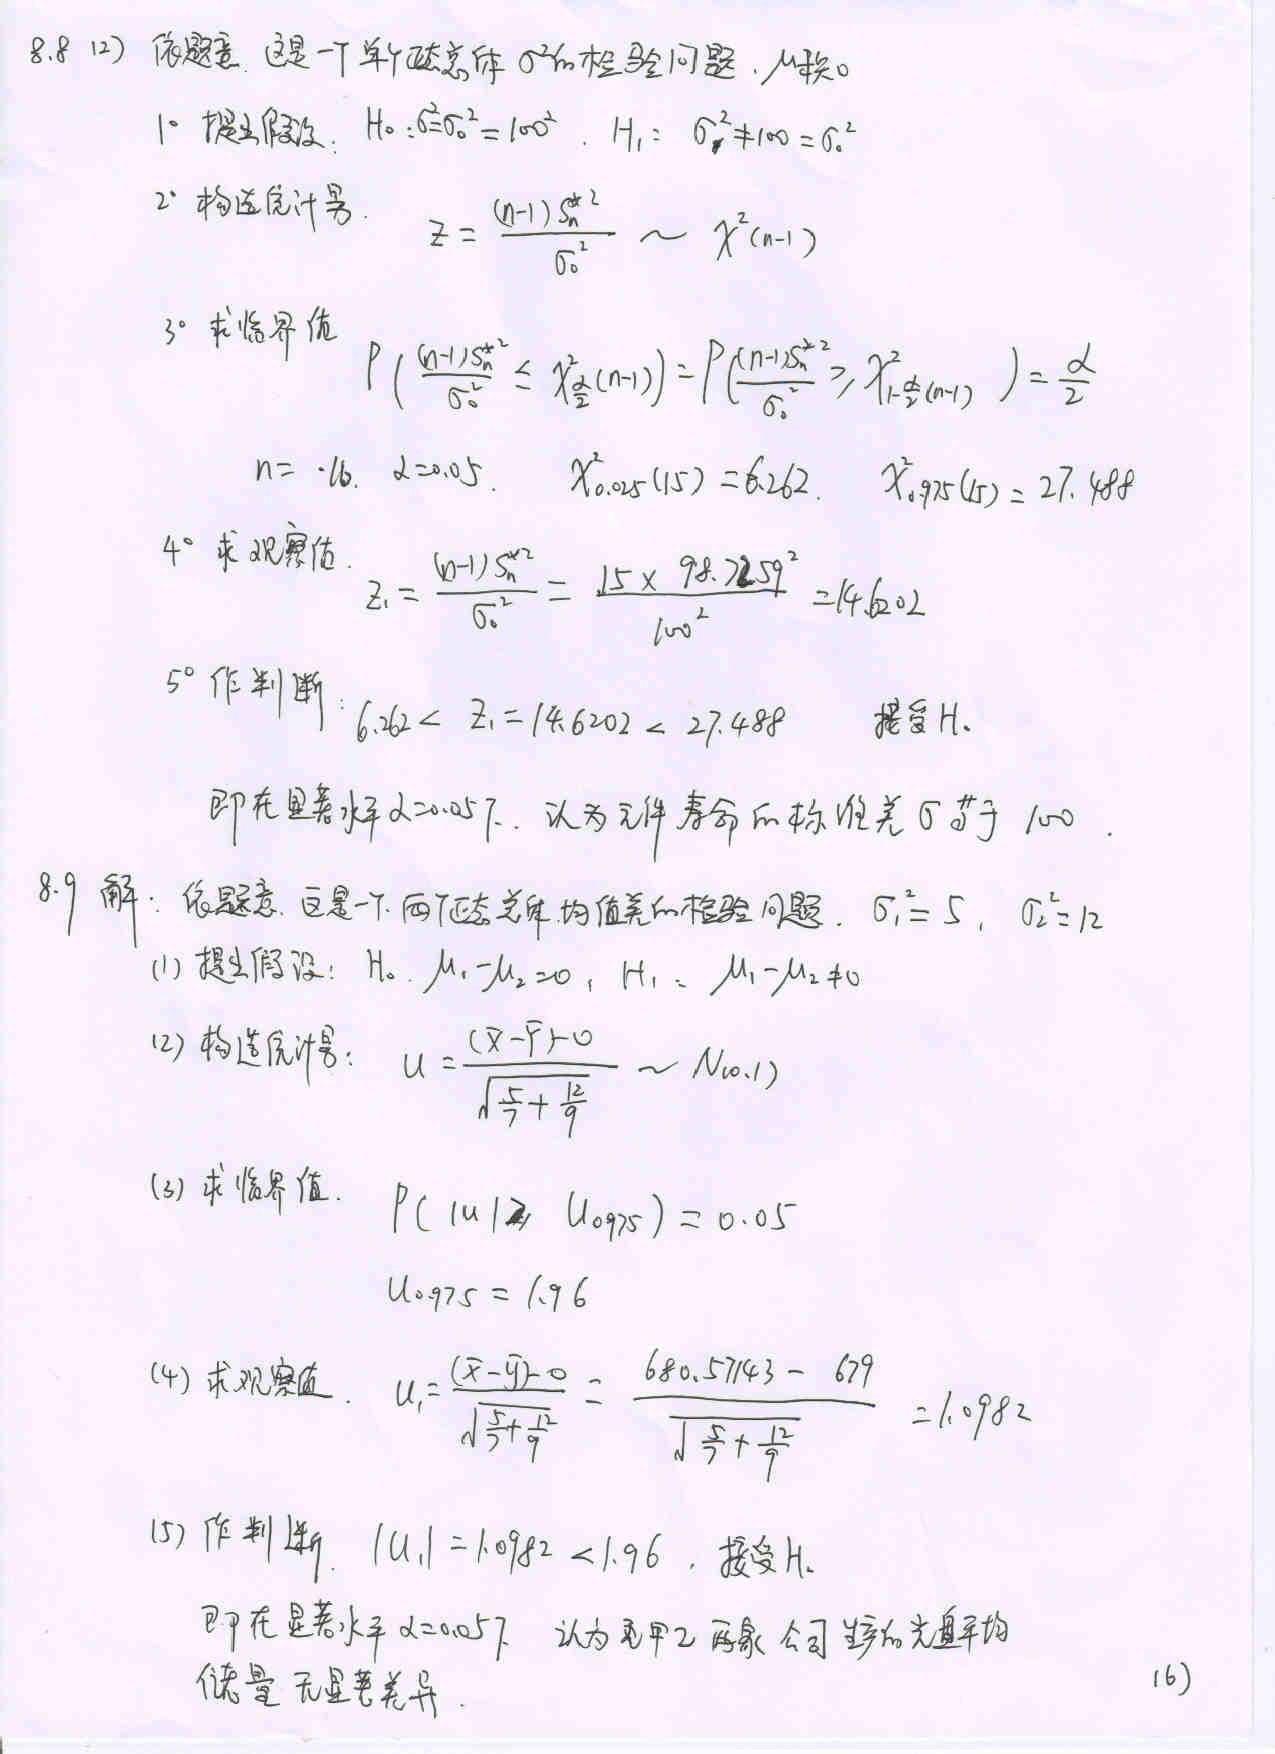 8.8 (2) 依题意,这是一个单个正态总体σ²的检验问题,μ未知。
1° 提出假设: H₀:σ²=σ₀²=100². H₁: σ²≠100=σ₀²
2° 构造统计量. Z = (n-1)Sₙ*² / σ₀² ~ χ²(n-1)
3° 求临界值
P( (n-1)Sₙ*² / σ₀² ≤ χ²_{α/2}(n-1) ) = P( (n-1)Sₙ*² / σ₀² ≥ χ²_{1-α/2}(n-1) ) = α/2
n = 16. α=0.05. χ²_{0.025}(15) = 6.262. χ²_{0.975}(15) = 27.488
4° 求观察值. Z₁ = (n-1)Sₙ*² / σ₀² = 15 × 98.7259² / 100² = 14.6202
5° 作判断: 6.262 < Z₁ = 14.6202 < 27.488 接受H₀
即在显著水平α=0.05下. 认为元件寿命的标准差σ等于 100.
8.9 解: 依题意,这是一个两个正态总体均值差的检验问题. σ₁² = 5, σ₂² = 12
(1) 提出假设: H₀. μ₁-μ₂=0, H₁: μ₁-μ₂≠0
(2) 构造统计量: U = (X̄-Ȳ)-0 / √(5/7 + 12/9) ~ N(0.1)
(3) 求临界值. P( |U| ≥ U_{0.975} ) = 0.05
U_{0.975} = 1.96
(4) 求观察值. U₁ = (x̄-ȳ)-0 / √(5/7 + 12/9) = 680.57143 - 679 / √(5/7 + 12/9) = 1.0982
(5) 作判断. |U₁| = 1.0982 < 1.96. 接受H₀
即在显著水平α=0.05下 认为 甲乙两家公司生产的光盘平均
储量无显著差异.
16)